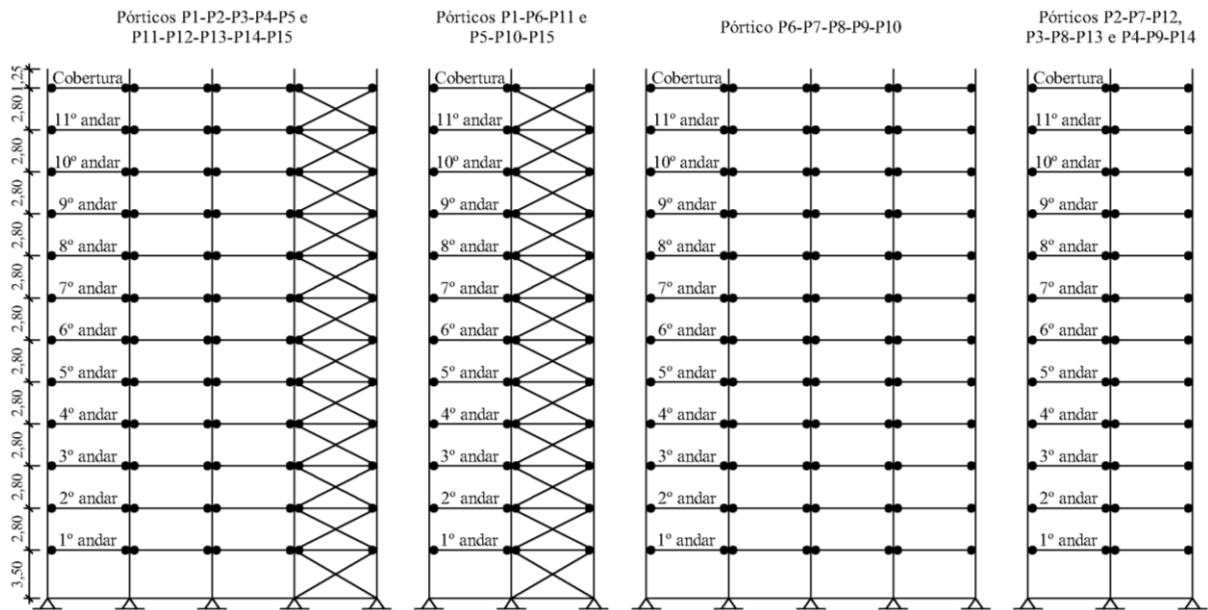 Pórticos P1-P2-P3-P4-P5 e
P11-P12-P13-P14-P15
Pórticos P1-P6-P11 e
P5-P10-P15
Pórtico P6-P7-P8-P9-P10
Pórticos P2-P7-P12,
P3-P8-P13 e P4-P9-P14
1,25
2,80
2,80
2,80
2,80
2,80
2,80
2,80
2,80
2,80
2,80
2,80
3,50
Cobertura
11º andar
10º andar
9º andar
8º andar
7º andar
6º andar
5º andar
4º andar
3º andar
2º andar
1º andar
Cobertura
11º andar
10º andar
9º andar
8º andar
7º andar
6º andar
5º andar
4º andar
3º andar
2º andar
1º andar
Cobertura
11º andar
10º andar
9º andar
8º andar
7º andar
6º andar
5º andar
4º andar
3º andar
2º andar
1º andar
Cobertura
11º andar
10º andar
9º andar
8º andar
7º andar
6º andar
5º andar
4º andar
3º andar
2º andar
1º andar